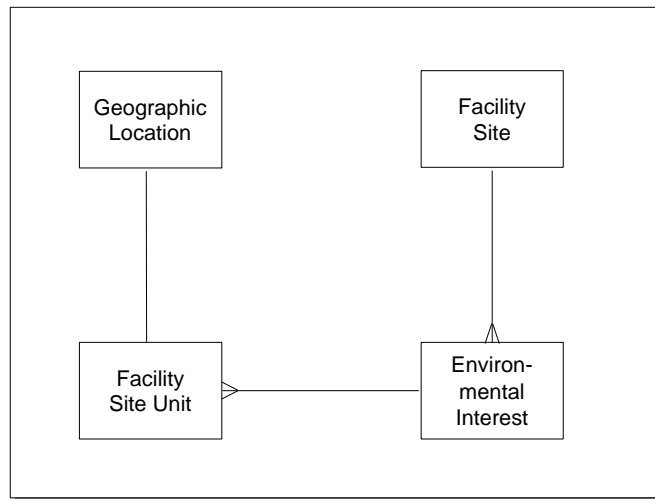 Geographic
Location
Facility
Site
Facility
Site Unit
Environ-
mental
Interest